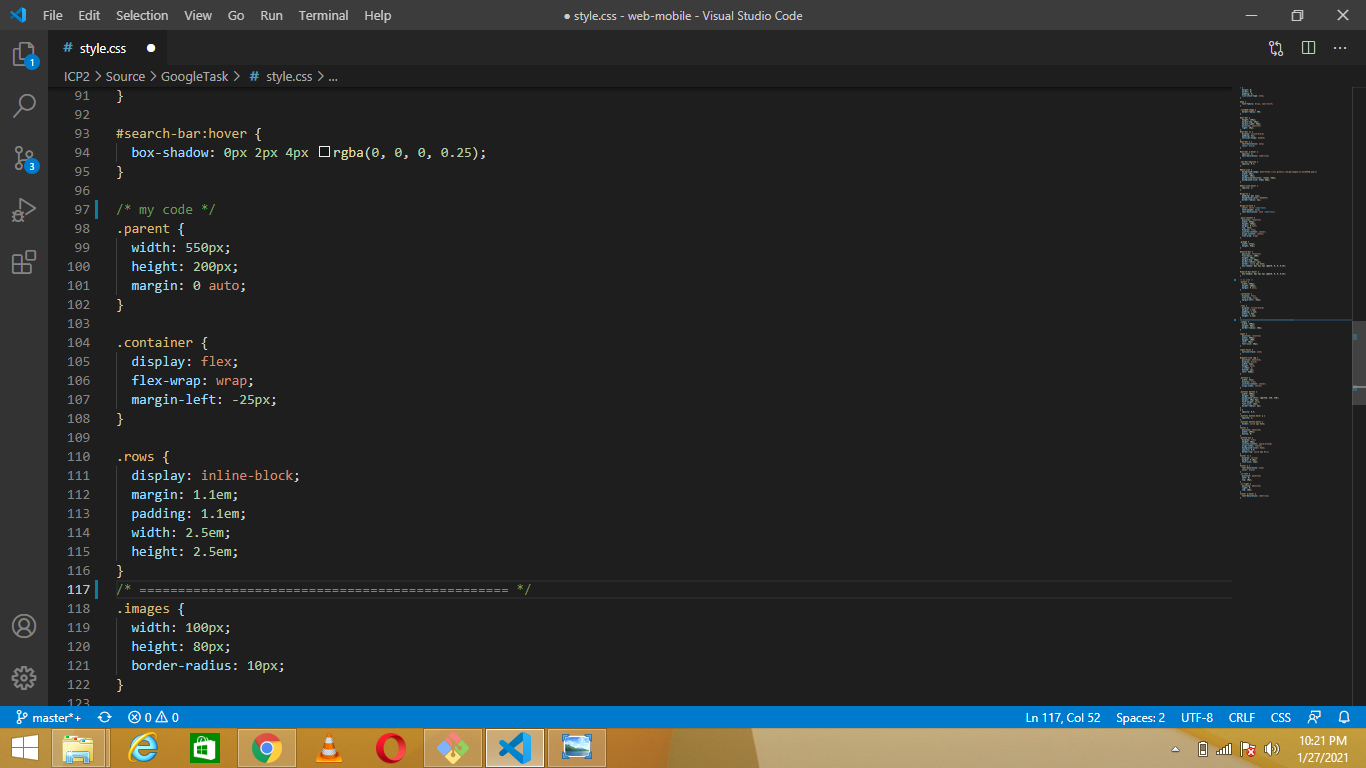 File Edit Selection View Go Run Terminal Help
● style.css - web-mobile - Visual Studio Code
# style.css ●
ICP2 > Source > GoogleTask > # style.css > ...
91 }
92
93 #search-bar:hover {
94 box-shadow: 0px 2px 4px rgba(0, 0, 0, 0.25);
95 }
96
97 /* my code */
98 .parent {
99 width: 550px;
100 height: 200px;
101 margin: 0 auto;
102 }
103
104 .container {
105 display: flex;
106 flex-wrap: wrap;
107 margin-left: -25px;
108 }
109
110 .rows {
111 display: inline-block;
112 margin: 1.1em;
113 padding: 1.1em;
114 width: 2.5em;
115 height: 2.5em;
116 }
117 /* ================================================ */
118 .images {
119 width: 100px;
120 height: 80px;
121 border-radius: 10px;
122 }
123
1
3
master*+ 0 0 Ln 117, Col 52 Spaces: 2 UTF-8 CRLF CSS
10:21 PM
1/27/2021